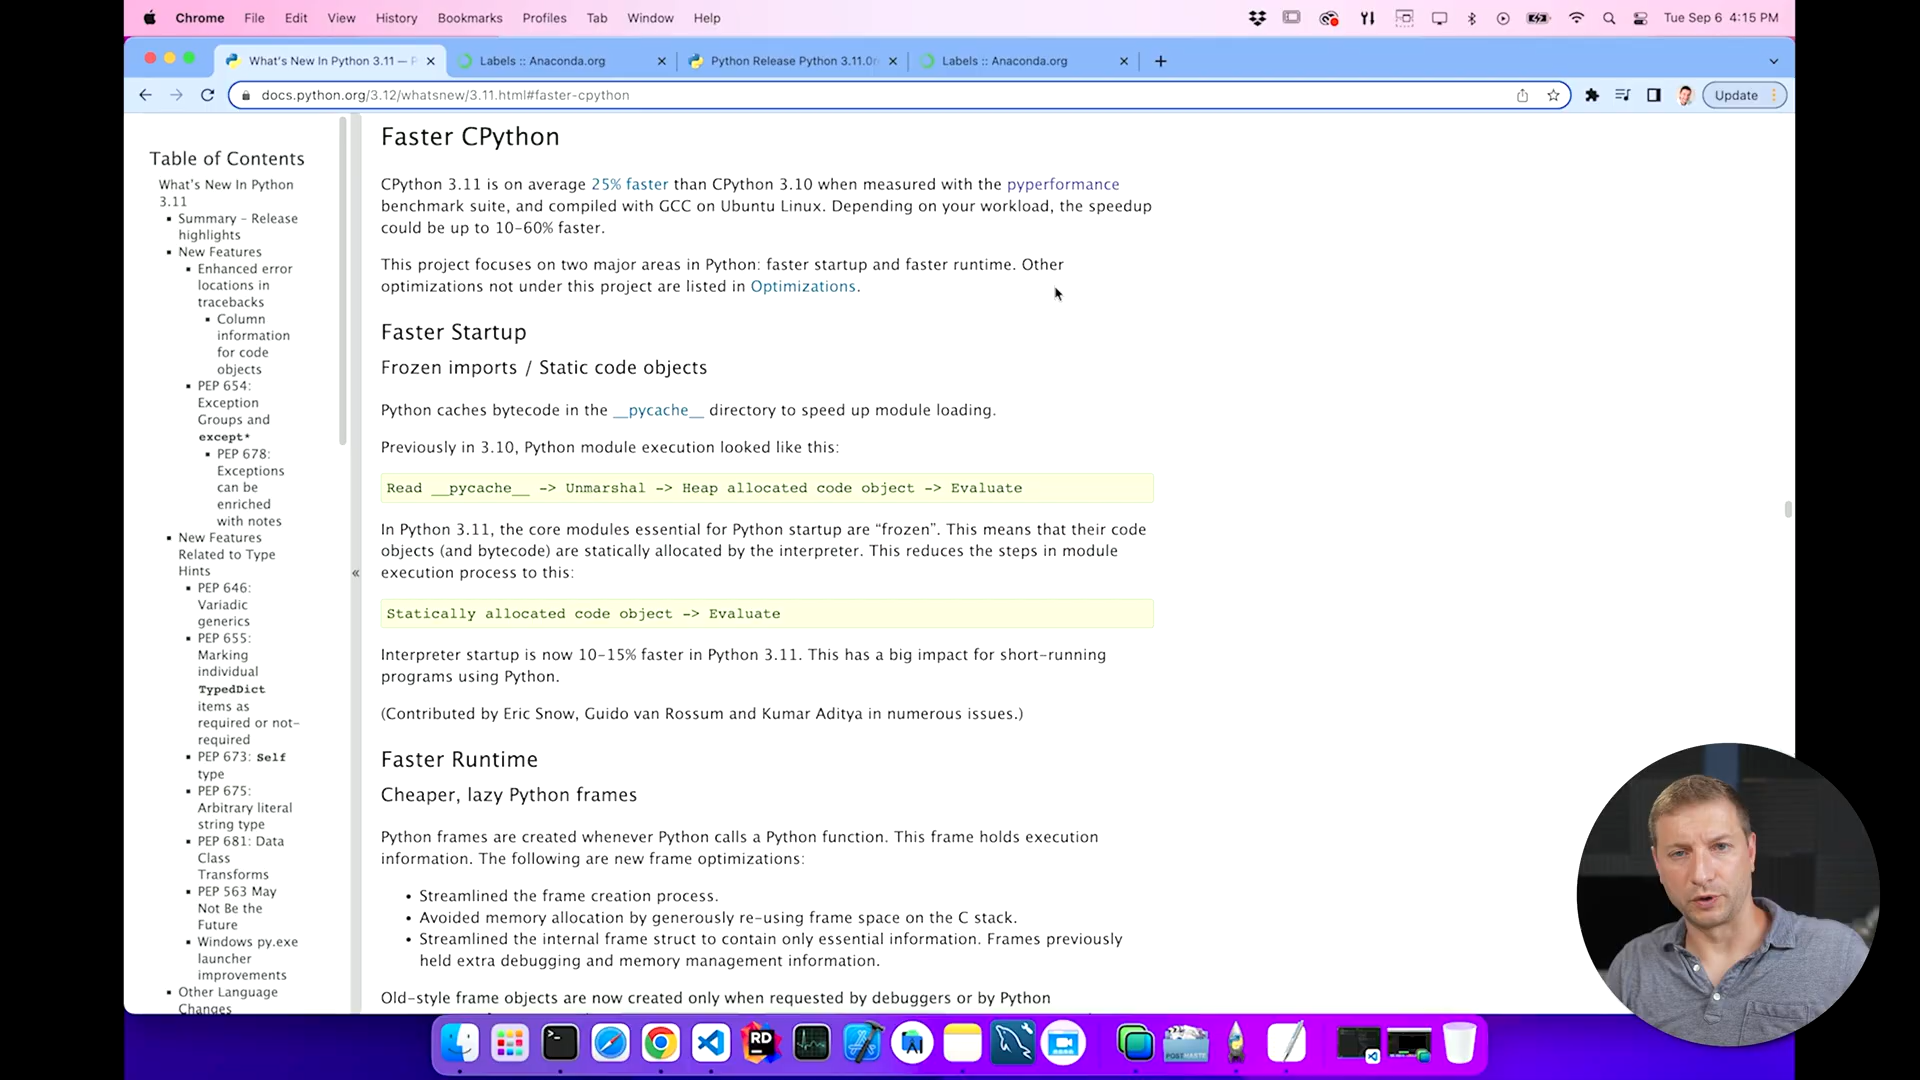 Chrome File Edit View History Bookmarks Profiles Tab Window Help Tue Sep 6 4:15 PM
What's New In Python 3.11 — P Labels :: Anaconda.org Python Release Python 3.11.0r Labels :: Anaconda.org
docs.python.org/3.12/whatsnew/3.11.html#faster-cpython Update
Table of Contents
What's New In Python
3.11
Summary – Release
highlights
New Features
Enhanced error
locations in
tracebacks
Column
information
for code
objects
PEP 654:
Exception
Groups and
except*
PEP 678:
Exceptions
can be
enriched
with notes
New Features
Related to Type
Hints
PEP 646:
Variadic
generics
PEP 655:
Marking
individual
TypedDict
items as
required or not-
required
PEP 673: Self
type
PEP 675:
Arbitrary literal
string type
PEP 681: Data
Class
Transforms
PEP 563 May
Not Be the
Future
Windows py.exe
launcher
improvements
Other Language
Changes
«
Faster CPython
CPython 3.11 is on average 25% faster than CPython 3.10 when measured with the pyperformance
benchmark suite, and compiled with GCC on Ubuntu Linux. Depending on your workload, the speedup
could be up to 10-60% faster.
This project focuses on two major areas in Python: faster startup and faster runtime. Other
optimizations not under this project are listed in Optimizations.
Faster Startup
Frozen imports / Static code objects
Python caches bytecode in the __pycache__ directory to speed up module loading.
Previously in 3.10, Python module execution looked like this:
Read __pycache__ -> Unmarshal -> Heap allocated code object -> Evaluate
In Python 3.11, the core modules essential for Python startup are “frozen”. This means that their code
objects (and bytecode) are statically allocated by the interpreter. This reduces the steps in module
execution process to this:
Statically allocated code object -> Evaluate
Interpreter startup is now 10-15% faster in Python 3.11. This has a big impact for short-running
programs using Python.
(Contributed by Eric Snow, Guido van Rossum and Kumar Aditya in numerous issues.)
Faster Runtime
Cheaper, lazy Python frames
Python frames are created whenever Python calls a Python function. This frame holds execution
information. The following are new frame optimizations:
• Streamlined the frame creation process.
• Avoided memory allocation by generously re-using frame space on the C stack.
• Streamlined the internal frame struct to contain only essential information. Frames previously
held extra debugging and memory management information.
Old-style frame objects are now created only when requested by debuggers or by Python
RD